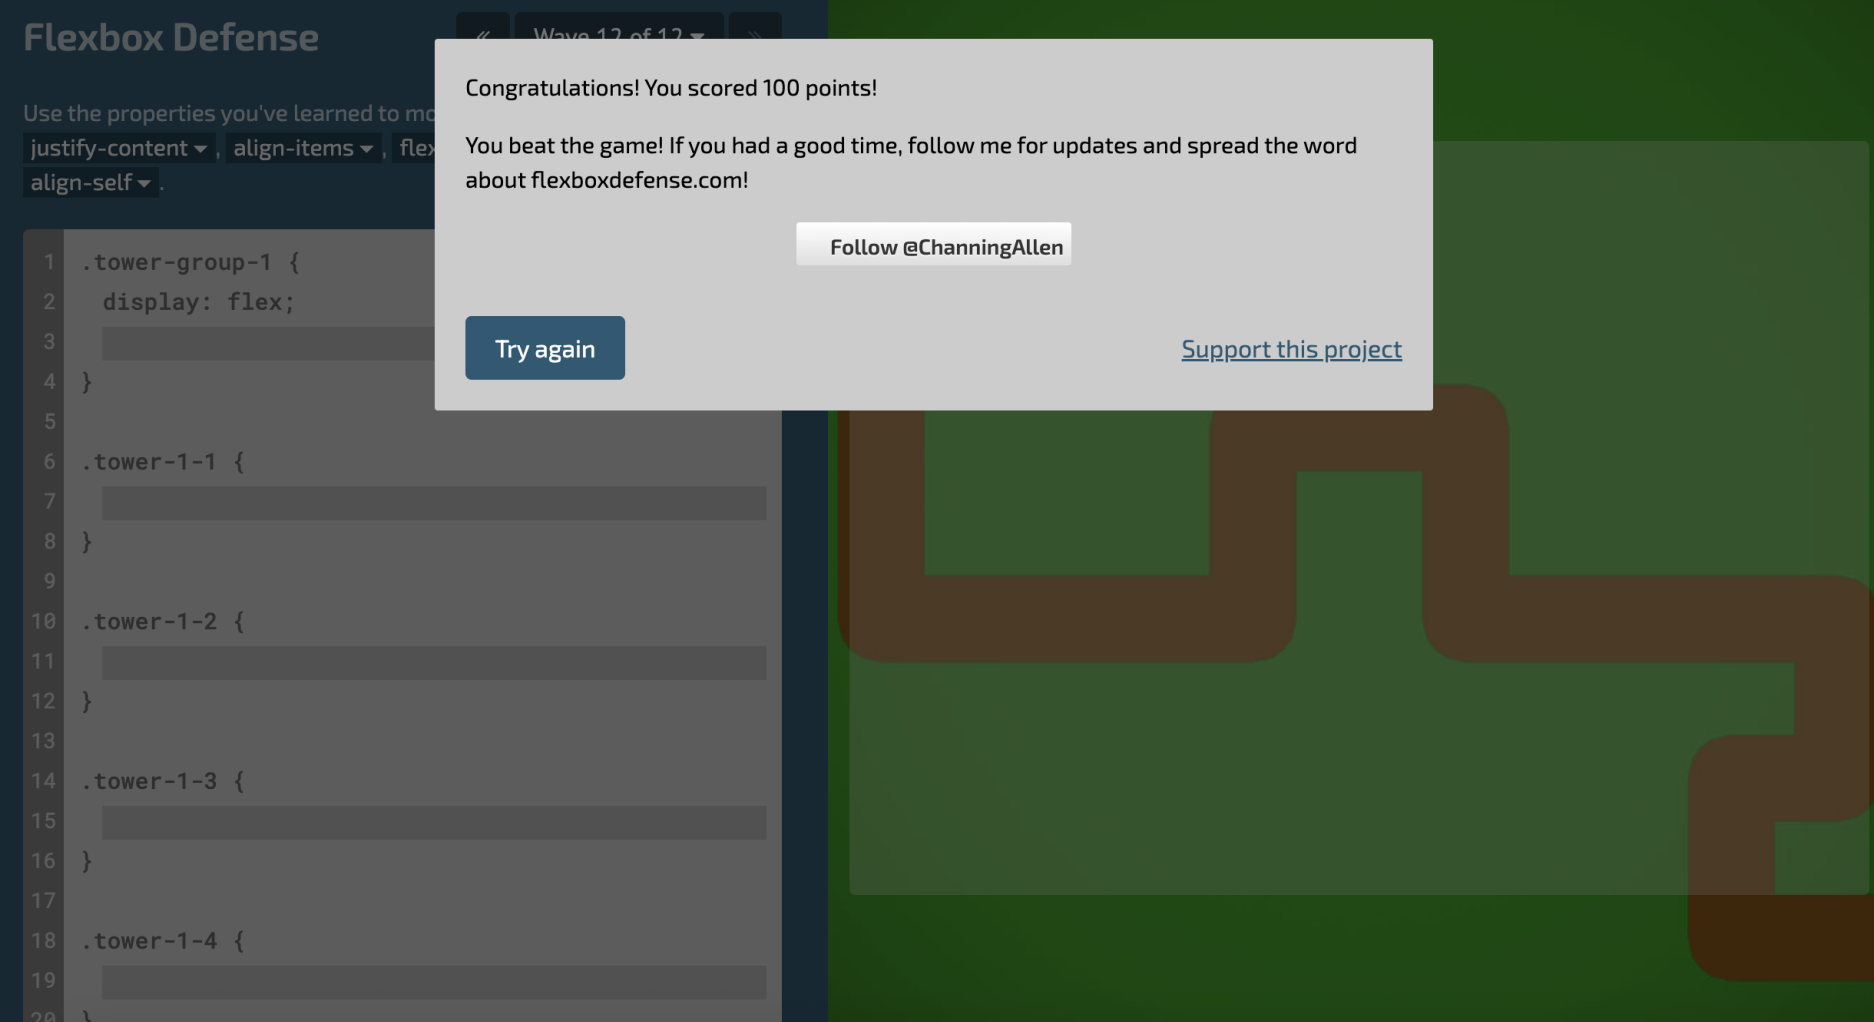 Flexbox Defense
« Wave 12 of 12 »
Congratulations! You scored 100 points!
Use the properties you've learned to mo
You beat the game! If you had a good time, follow me for updates and spread the word
about flexboxdefense.com!
justify-content , align-items , flex
align-self .
Follow @ChanningAllen
Try again
Support this project
1 .tower-group-1 {
2 display: flex;
3
4 }
5
6 .tower-1-1 {
7
8 }
9
10 .tower-1-2 {
11
12 }
13
14 .tower-1-3 {
15
16 }
17
18 .tower-1-4 {
19
20 }